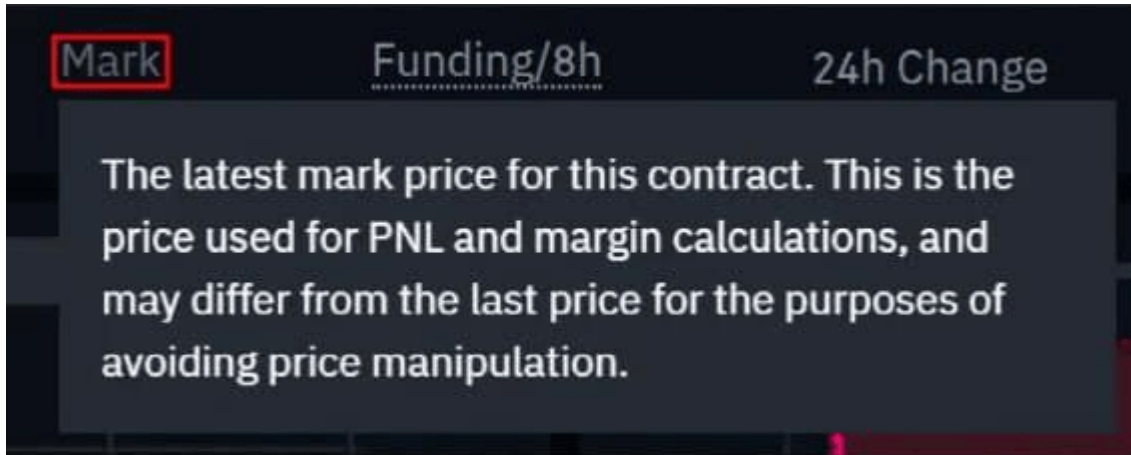 Mark Funding/8h 24h Change
The latest mark price for this contract. This is the
price used for PNL and margin calculations, and
may differ from the last price for the purposes of
avoiding price manipulation.